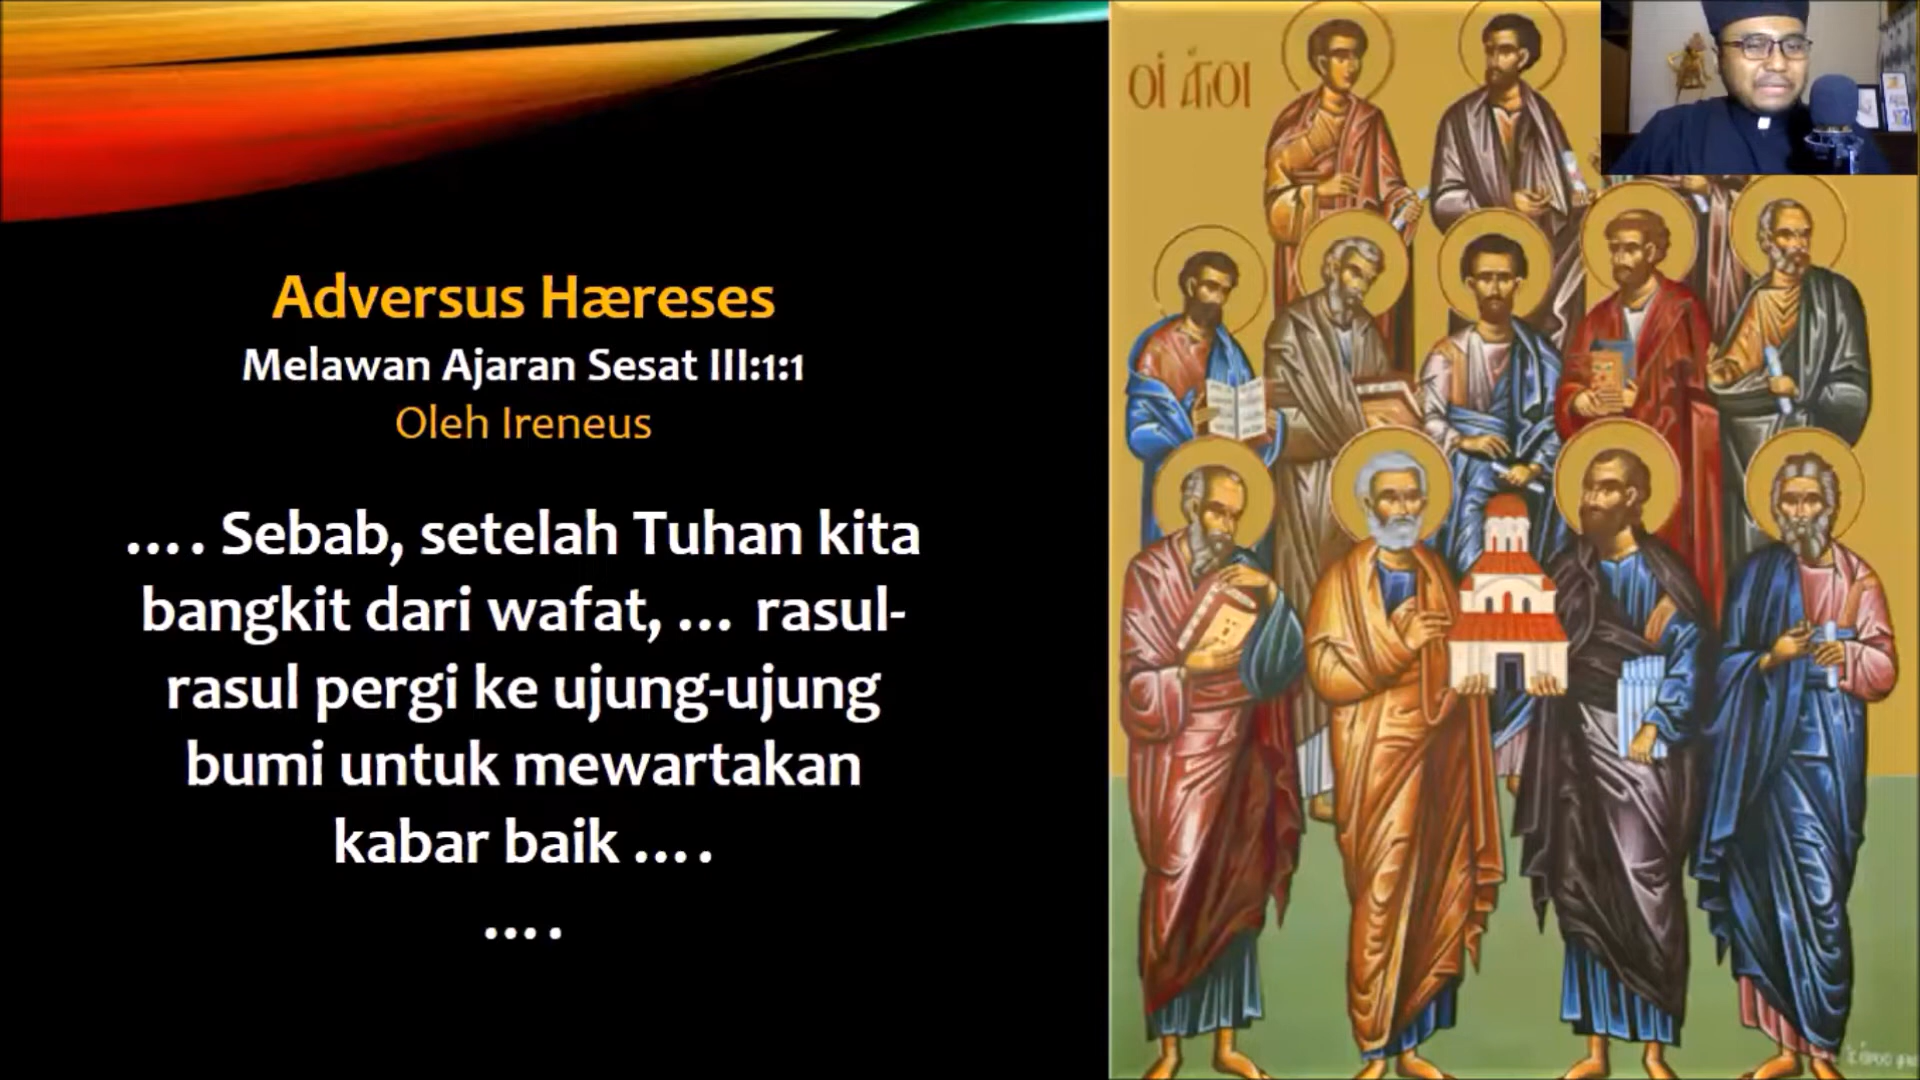 Adversus Hæreses
Melawan Ajaran Sesat III:1:1
Oleh Ireneus
.... Sebab, setelah Tuhan kita
bangkit dari wafat, ... rasul-
rasul pergi ke ujung-ujung
bumi untuk mewartakan
kabar baik ....
....
ΟΙ ΑΓΙΟΙ